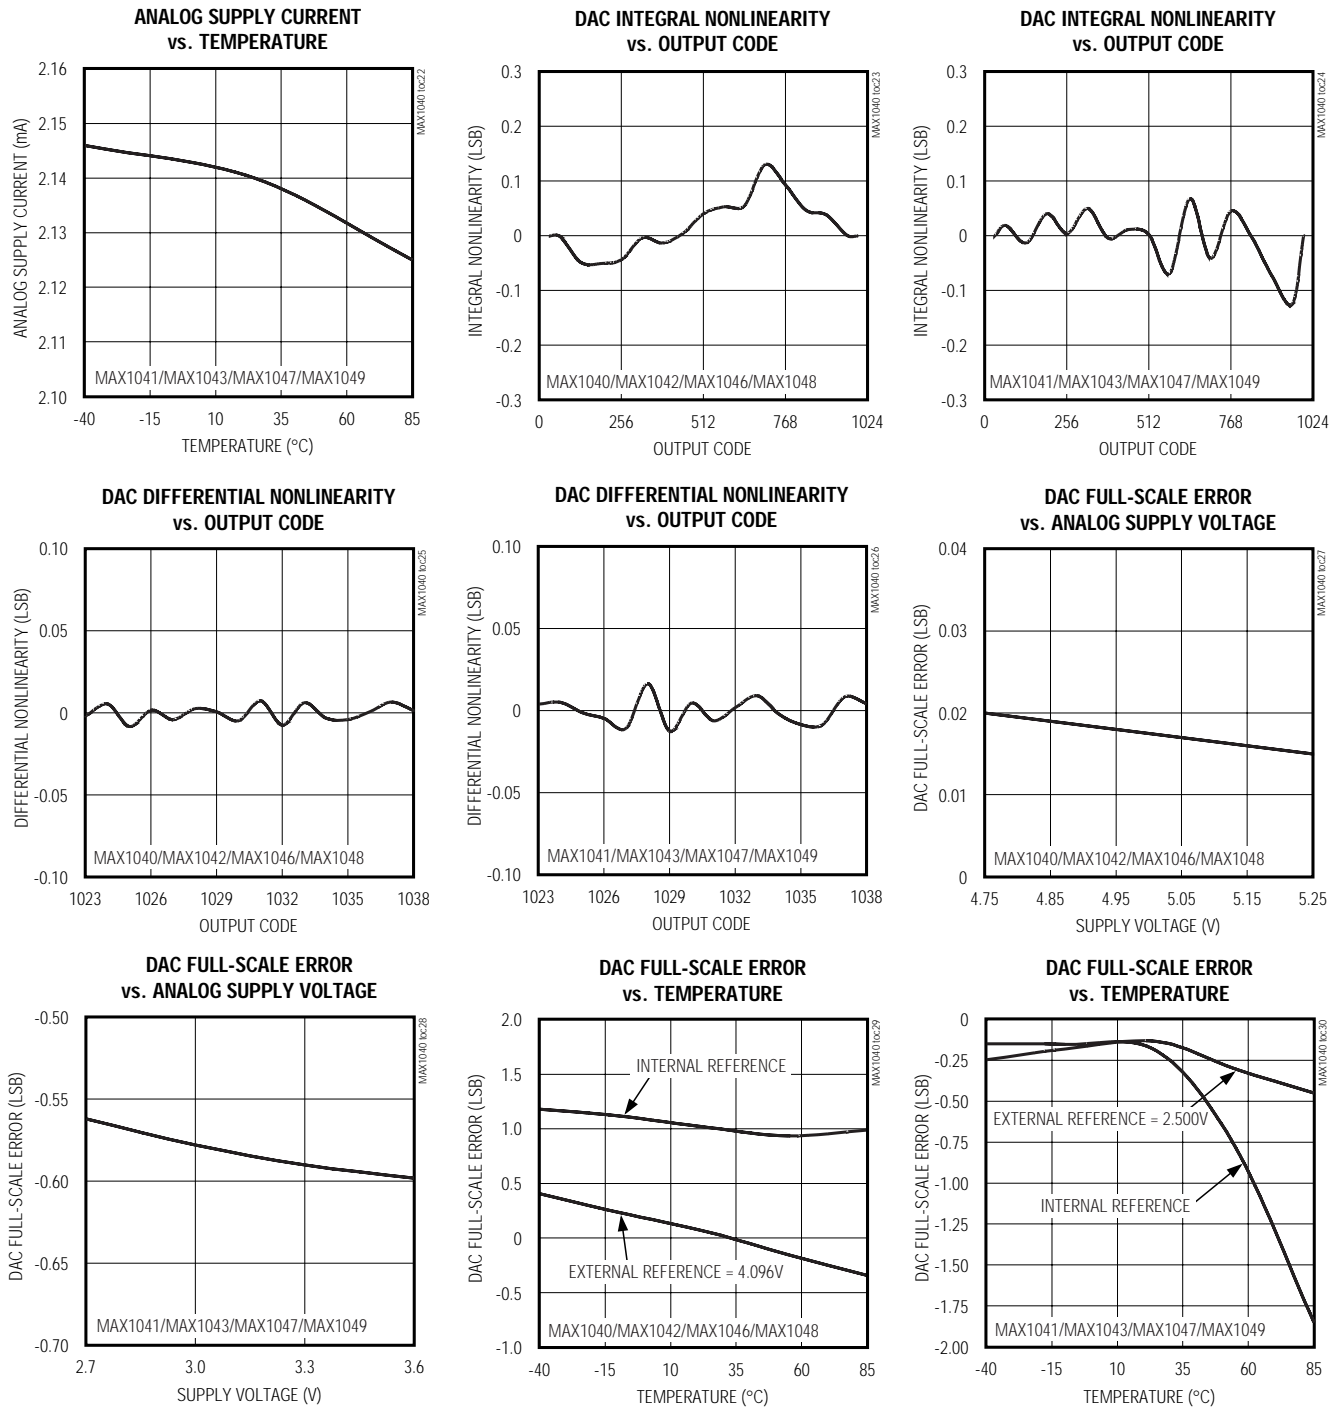 ANALOG SUPPLY CURRENT
vs. TEMPERATURE
2.16
2.15
2.14
2.13
2.12
2.11
2.10
ANALOG SUPPLY CURRENT (mA)
MAX1040 toc22
MAX1041/MAX1043/MAX1047/MAX1049
-40 -15 10 35 60 85
TEMPERATURE (°C)
DAC INTEGRAL NONLINEARITY
vs. OUTPUT CODE
0.3
0.2
0.1
0
-0.1
-0.2
-0.3
INTEGRAL NONLINEARITY (LSB)
MAX1040 toc23
MAX1040/MAX1042/MAX1046/MAX1048
0 256 512 768 1024
OUTPUT CODE
DAC INTEGRAL NONLINEARITY
vs. OUTPUT CODE
0.3
0.2
0.1
0
-0.1
-0.2
-0.3
INTEGRAL NONLINEARITY (LSB)
MAX1040 toc24
MAX1041/MAX1043/MAX1047/MAX1049
0 256 512 768 1024
OUTPUT CODE
DAC DIFFERENTIAL NONLINEARITY
vs. OUTPUT CODE
0.10
0.05
0
-0.05
-0.10
DIFFERENTIAL NONLINEARITY (LSB)
MAX1040 toc25
MAX1040/MAX1042/MAX1046/MAX1048
1023 1026 1029 1032 1035 1038
OUTPUT CODE
DAC DIFFERENTIAL NONLINEARITY
vs. OUTPUT CODE
0.10
0.05
0
-0.05
-0.10
DIFFERENTIAL NONLINEARITY (LSB)
MAX1040 toc26
MAX1041/MAX1043/MAX1047/MAX1049
1023 1026 1029 1032 1035 1038
OUTPUT CODE
DAC FULL-SCALE ERROR
vs. ANALOG SUPPLY VOLTAGE
0.04
0.03
0.02
0.01
0
DAC FULL-SCALE ERROR (LSB)
MAX1040 toc27
MAX1040/MAX1042/MAX1046/MAX1048
4.75 4.85 4.95 5.05 5.15 5.25
SUPPLY VOLTAGE (V)
DAC FULL-SCALE ERROR
vs. ANALOG SUPPLY VOLTAGE
-0.50
-0.55
-0.60
-0.65
-0.70
DAC FULL-SCALE ERROR (LSB)
MAX1040 toc28
MAX1041/MAX1043/MAX1047/MAX1049
2.7 3.0 3.3 3.6
SUPPLY VOLTAGE (V)
DAC FULL-SCALE ERROR
vs. TEMPERATURE
2.0
1.5
1.0
0.5
0
-0.5
-1.0
DAC FULL-SCALE ERROR (LSB)
MAX1040 toc29
INTERNAL REFERENCE
EXTERNAL REFERENCE = 4.096V
MAX1040/MAX1042/MAX1046/MAX1048
-40 -15 10 35 60 85
TEMPERATURE (°C)
DAC FULL-SCALE ERROR
vs. TEMPERATURE
0
-0.25
-0.50
-0.75
-1.00
-1.25
-1.50
-1.75
-2.00
DAC FULL-SCALE ERROR (LSB)
MAX1040 toc30
EXTERNAL REFERENCE = 2.500V
INTERNAL REFERENCE
MAX1041/MAX1043/MAX1047/MAX1049
-40 -15 10 35 60 85
TEMPERATURE (°C)